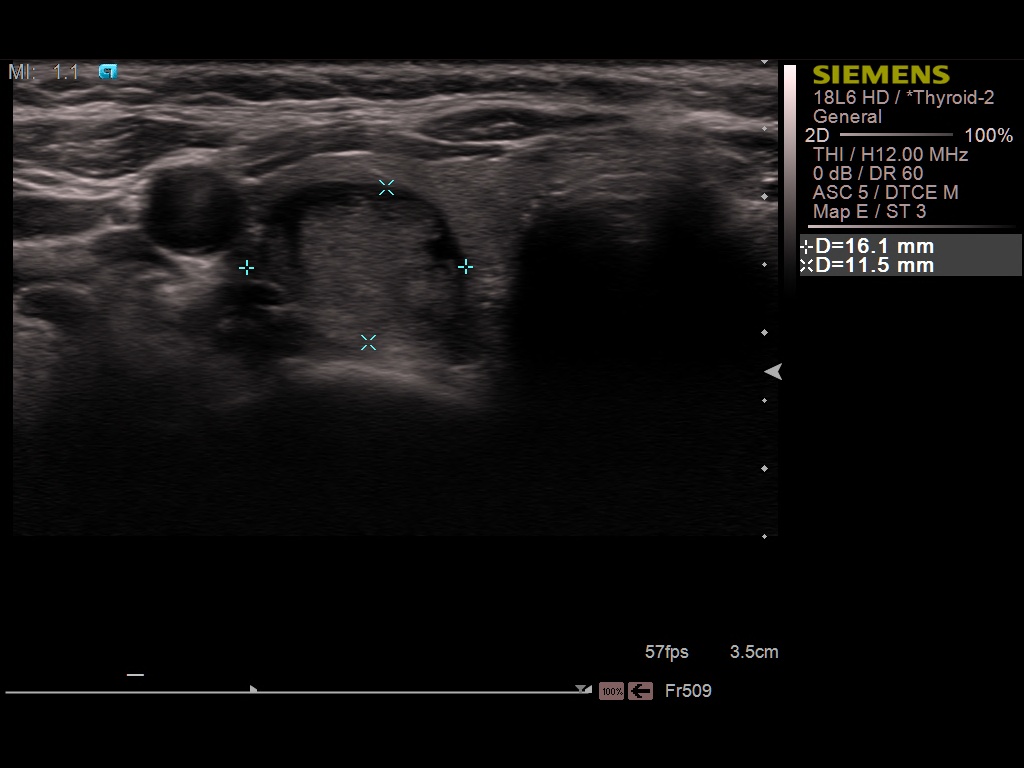 MI: 1.1
SIEMENS
18L6 HD / *Thyroid-2
General
2D 100%
THI / H12.00 MHz
0 dB / DR 60
ASC 5 / DTCE M
Map E / ST 3
D=16.1 mm
D=11.5 mm
57fps 3.5cm
100% Fr509